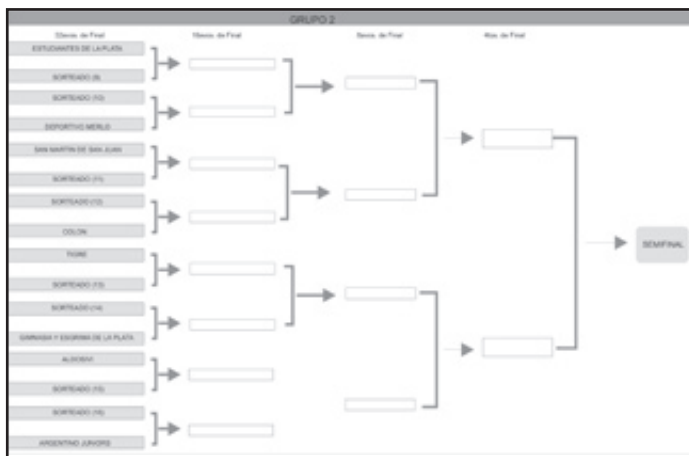 GRUPO 2
32avos. de Final 16avos. de Final 8avos. de Final 4tos. de Final
ESTUDIANTES DE LA PLATA
SORTEADO (9)
SORTEADO (10)
DEPORTIVO MERLO
SAN MARTIN DE SAN JUAN
SORTEADO (11)
SORTEADO (12)
COLON
TIGRE
SORTEADO (13)
SORTEADO (14)
GIMNASIA Y ESGRIMA DE LA PLATA
ALDOSIVI
SORTEADO (15)
SORTEADO (16)
ARGENTINO JUNIORS
SEMIFINAL